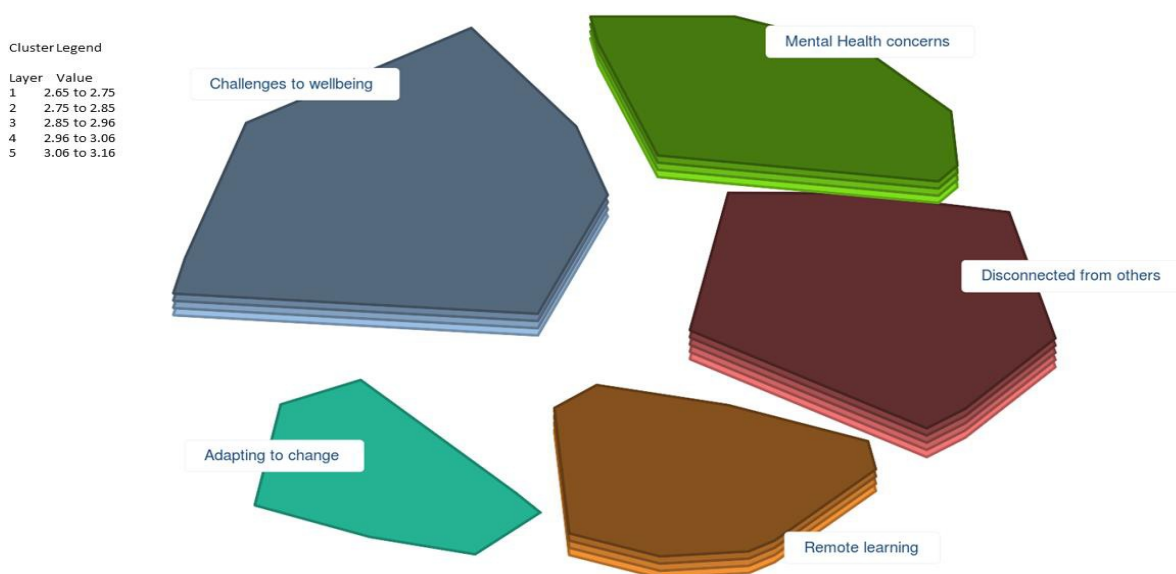 Cluster Legend
Layer Value
1 2.65 to 2.75
2 2.75 to 2.85
3 2.85 to 2.96
4 2.96 to 3.06
5 3.06 to 3.16
Mental Health concerns
Challenges to wellbeing
Disconnected from others
Adapting to change
Remote learning